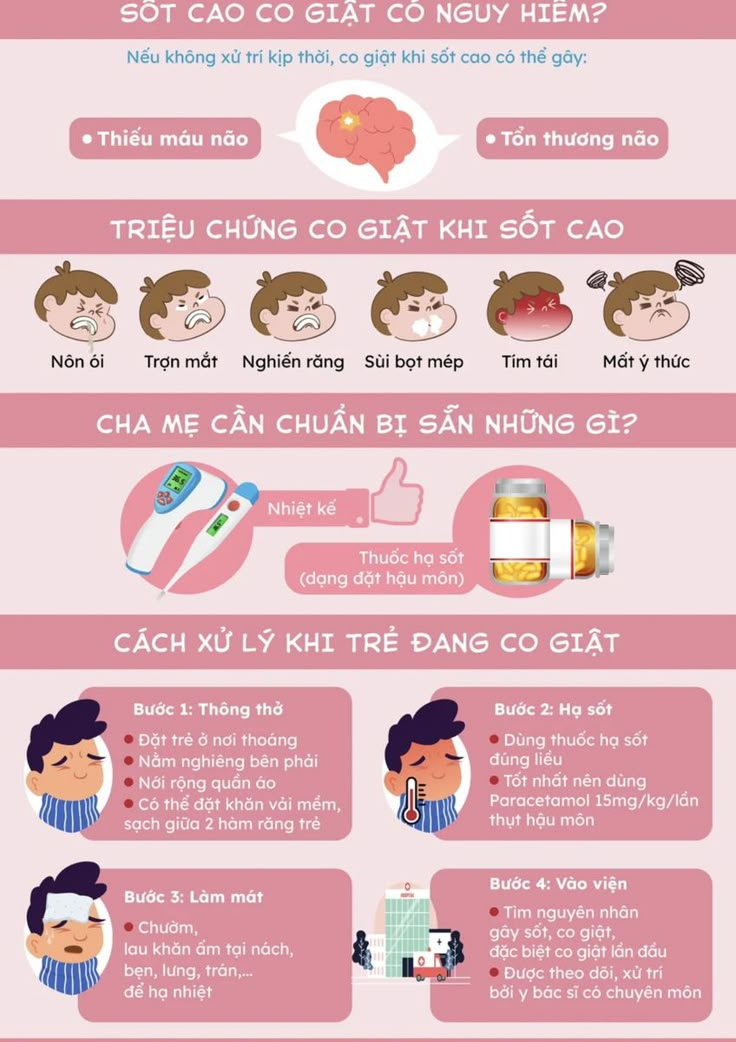 SỐT CAO CO GIẬT CÓ NGUY HIỂM?
Nếu không xử trí kịp thời, co giật khi sốt cao có thể gây:
• Thiếu máu não
• Tổn thương não
TRIỆU CHỨNG CO GIẬT KHI SỐT CAO
Nôn ói
Trợn mắt
Nghiến răng
Sùi bọt mép
Tím tái
Mất ý thức
CHA MẸ CẦN CHUẨN BỊ SẴN NHỮNG GÌ?
Nhiệt kế
Thuốc hạ sốt
(dạng đặt hậu môn)
CÁCH XỬ LÝ KHI TRẺ ĐANG CO GIẬT
Bước 1: Thông thở
• Đặt trẻ ở nơi thoáng
• Nằm nghiêng bên phải
• Nới rộng quần áo
• Có thể đặt khăn vải mềm,
sạch giữa 2 hàm răng trẻ
Bước 2: Hạ sốt
• Dùng thuốc hạ sốt
đúng liều
• Tốt nhất nên dùng
Paracetamol 15mg/kg/lần
thụt hậu môn
Bước 3: Làm mát
• Chườm,
lau khăn ấm tại nách,
bẹn, lưng, trán,...
để hạ nhiệt
Bước 4: Vào viện
• Tìm nguyên nhân
gây sốt, co giật,
đặc biệt co giật lần đầu
• Được theo dõi, xử trí
bởi y bác sĩ có chuyên môn
HOSPITAL